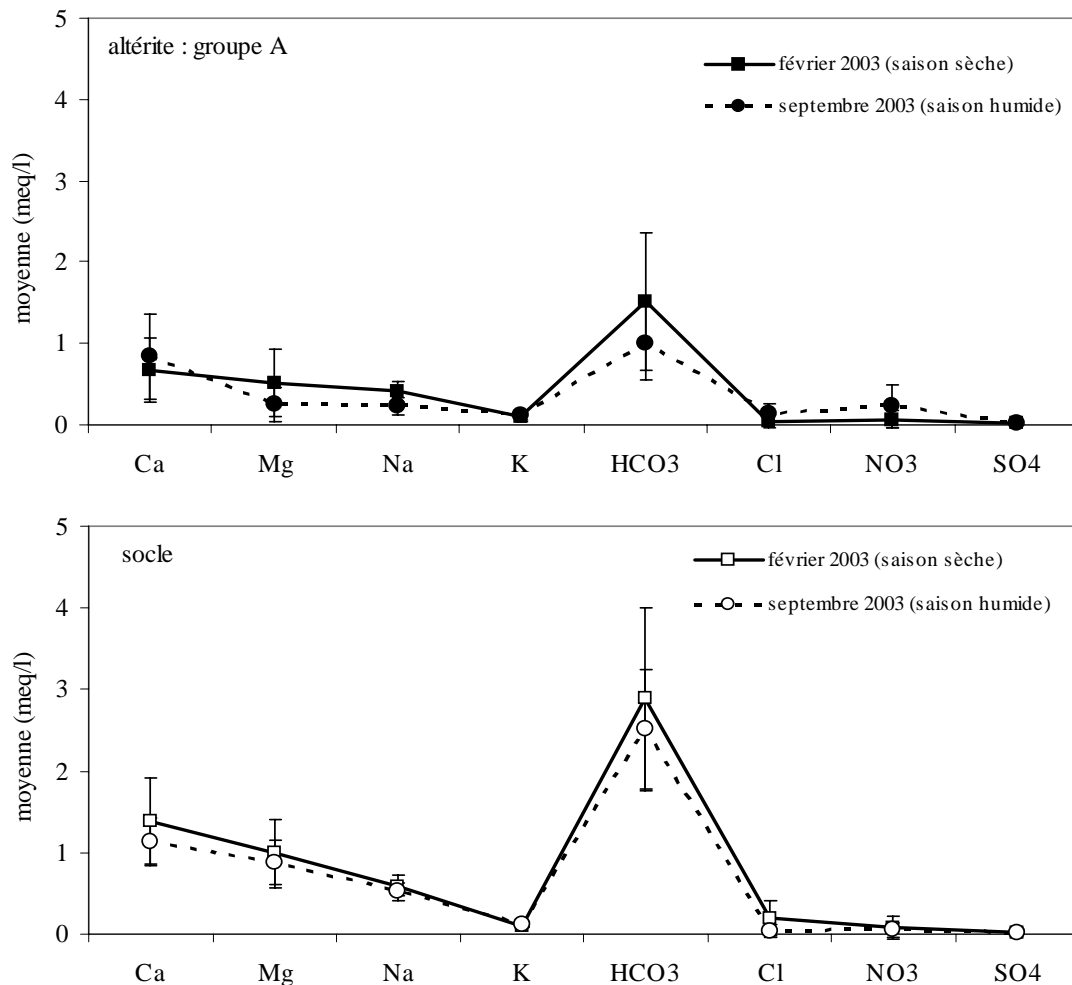 altérite : groupe A
février 2003 (saison sèche)
septembre 2003 (saison humide)
moyenne (meq/l)
5
4
3
2
1
0
Ca Mg Na K HCO3 Cl NO3 SO4
socle
février 2003 (saison sèche)
septembre 2003 (saison humide)
moyenne (meq/l)
5
4
3
2
1
0
Ca Mg Na K HCO3 Cl NO3 SO4